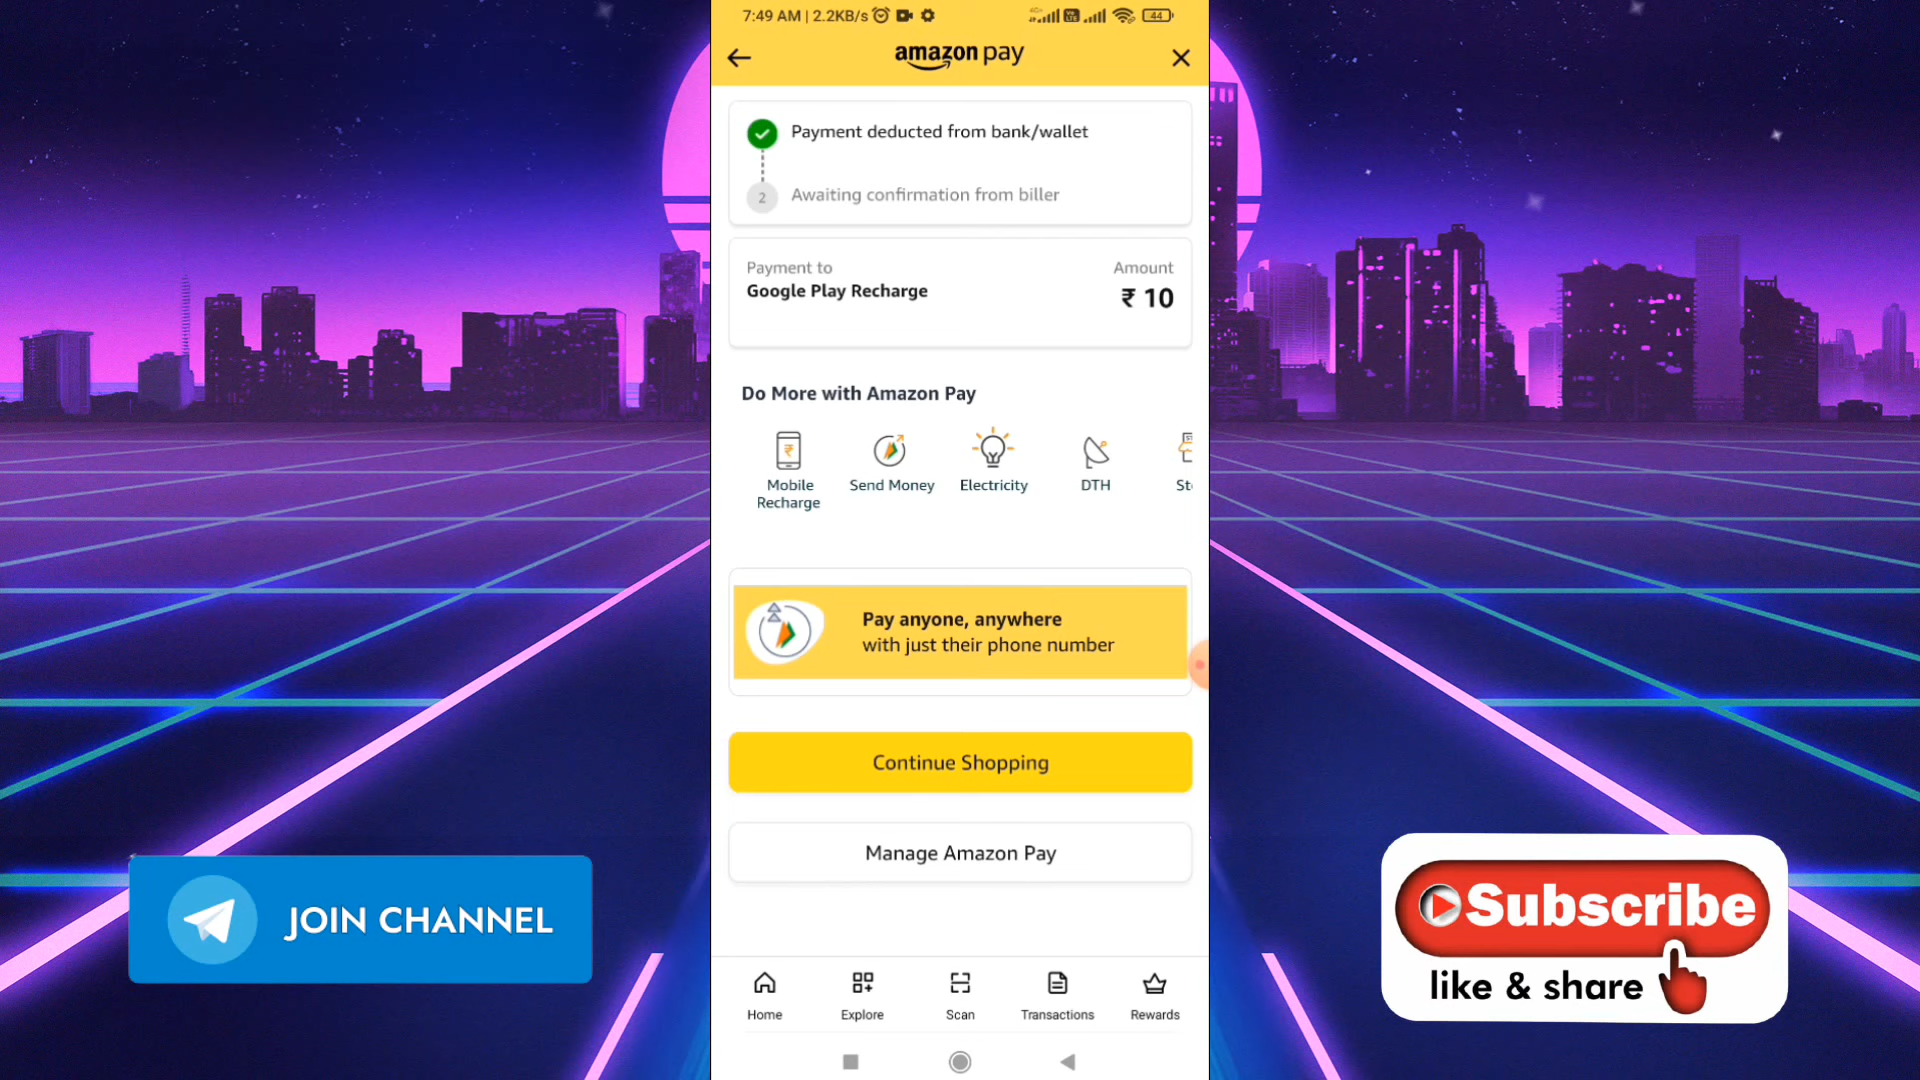 7:49 AM | 2.2KB/s
44
amazon pay
Payment deducted from bank/wallet
2
Awaiting confirmation from biller
Payment to
Amount
Google Play Recharge
₹ 10
Do More with Amazon Pay
Mobile Recharge
Send Money
Electricity
DTH
St
Pay anyone, anywhere
with just their phone number
Continue Shopping
Manage Amazon Pay
Home
Explore
Scan
Transactions
Rewards
JOIN CHANNEL
Subscribe
like & share